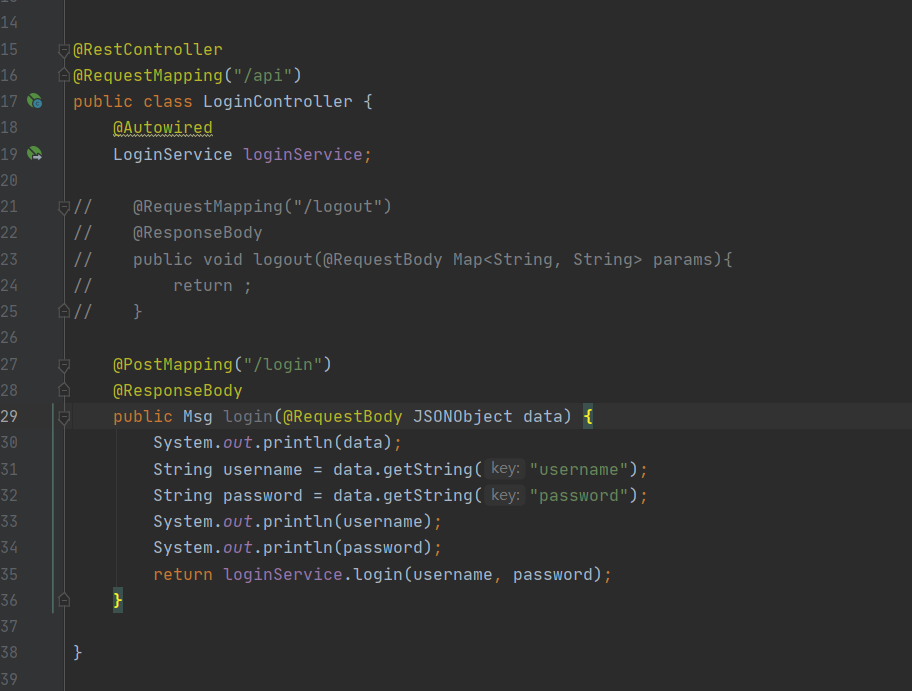 14
15 @RestController
16 @RequestMapping("/api")
17 public class LoginController {
18 @Autowired
19 LoginService loginService;
20
21 // @RequestMapping("/logout")
22 // @ResponseBody
23 // public void logout(@RequestBody Map<String, String> params){
24 // return ;
25 // }
26
27 @PostMapping("/login")
28 @ResponseBody
29 public Msg login(@RequestBody JSONObject data) {
30 System.out.println(data);
31 String username = data.getString( key: "username");
32 String password = data.getString( key: "password");
33 System.out.println(username);
34 System.out.println(password);
35 return loginService.login(username, password);
36 }
37
38 }
39